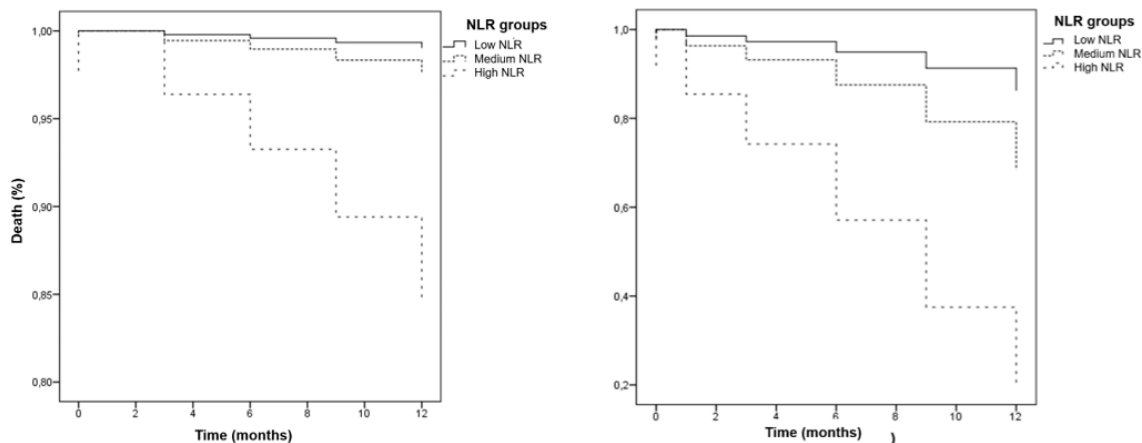 NLR groups
Low NLR
Medium NLR
High NLR
1,00
0,95
0,90
0,85
0,80
Death (%)
0 2 4 6 8 10 12
Time (months)
NLR groups
Low NLR
Medium NLR
High NLR
1,0
0,8
0,6
0,4
0,2
0 2 4 6 8 10 12
Time (months)
)